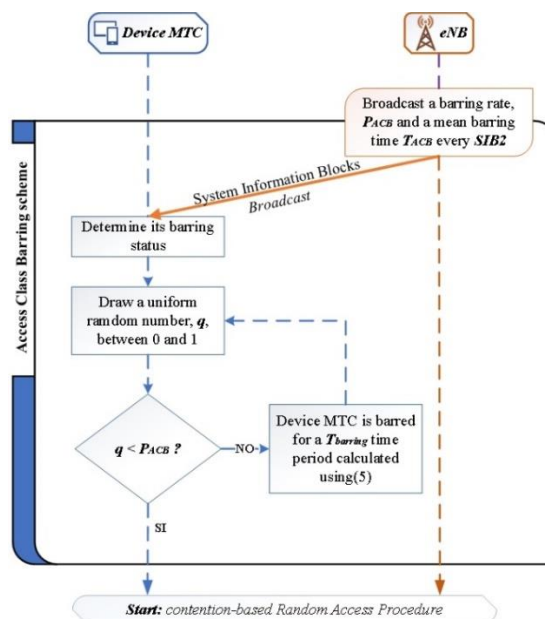 Device MTC
eNB
Broadcast a barring rate,
PACB and a mean barring
time TACB every SIB2
System Information Blocks
Broadcast
Access Class Barring scheme
Determine its barring
status
Draw a uniform
ramdom number, q,
between 0 and 1
q < PACB ?
NO
Device MTC is barred
for a Tbarring time
period calculated
using(5)
SI
Start: contention-based Random Access Procedure